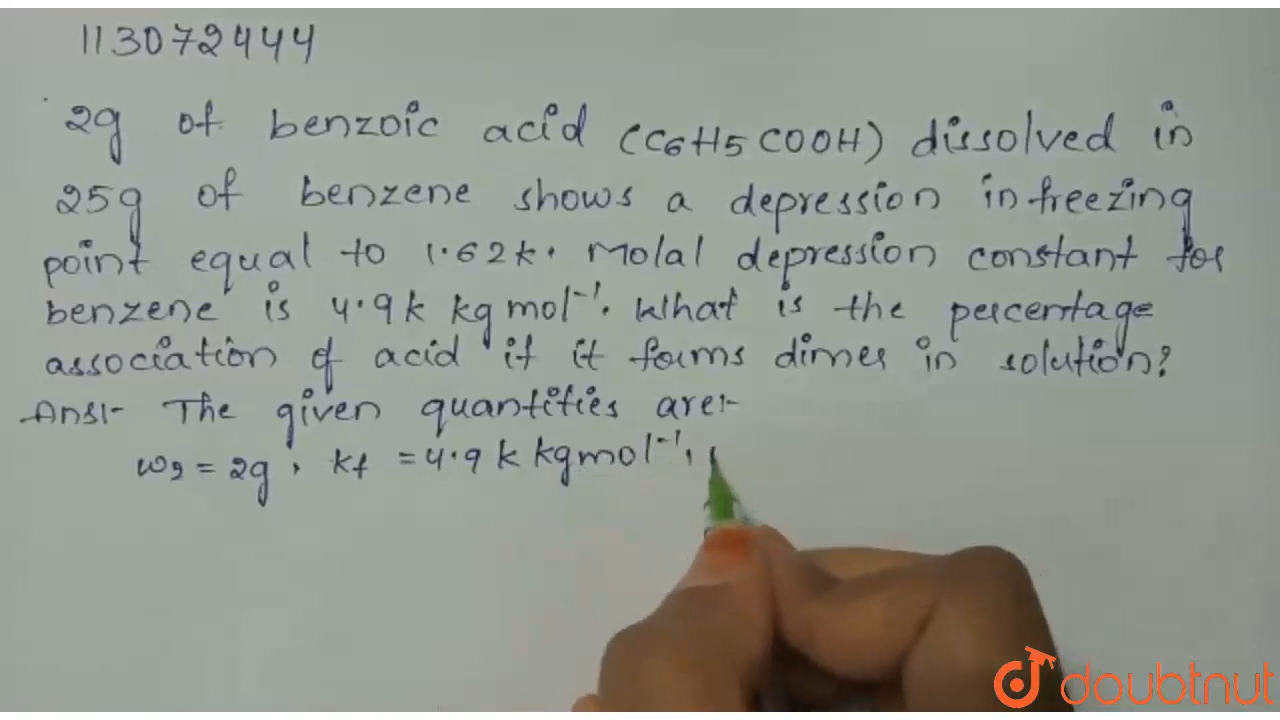 113072444
2g of benzoic acid (C6H5COOH) dissolved in
25g of benzene shows a depression in freezing
point equal to 1.62k. Molal depression constant for
benzene is 4.9k kg mol⁻¹. What is the percentage
association of acid if it forms dimer in solution?
Ans:- The given quantities are:-
w2 = 2g, kf = 4.9 k kg mol⁻¹,
doubtnut